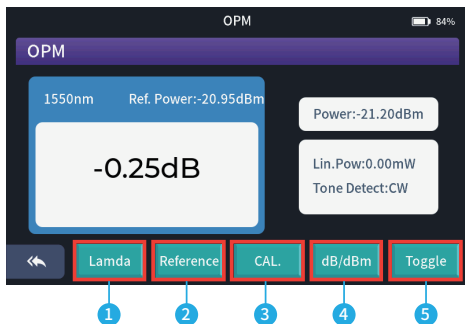 OPM
84%
OPM
1550nm Ref. Power:-20.95dBm
-0.25dB
Power:-21.20dBm
Lin.Pow:0.00mW
Tone Detect:CW
Lamda Reference CAL. dB/dBm Toggle
1 2 3 4 5